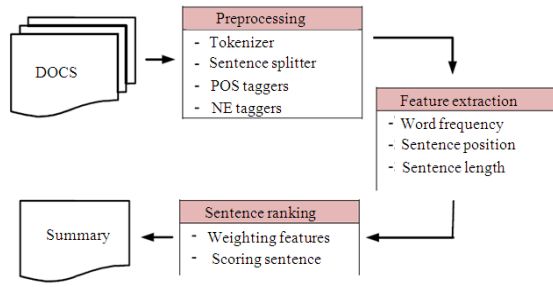 DOCS
Preprocessing
- Tokenizer
- Sentence splitter
- POS taggers
- NE taggers
Feature extraction
- Word frequency
- Sentence position
- Sentence length
Sentence ranking
- Weighting features
- Scoring sentence
Summary